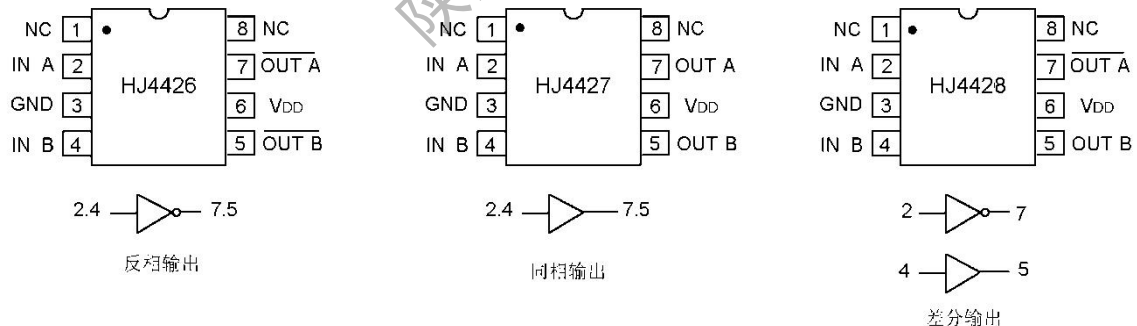 NC 1 8 NC
IN A 2 7 OUT A
GND 3 6 VDD
IN B 4 5 OUT B
HJ4426
2.4 7.5
反相输出
NC 1 8 NC
IN A 2 7 OUT A
GND 3 6 VDD
IN B 4 5 OUT B
HJ4427
2.4 7.5
同相输出
NC 1 8 NC
IN A 2 7 OUT A
GND 3 6 VDD
IN B 4 5 OUT B
HJ4428
2 7
4 5
差分输出
陕